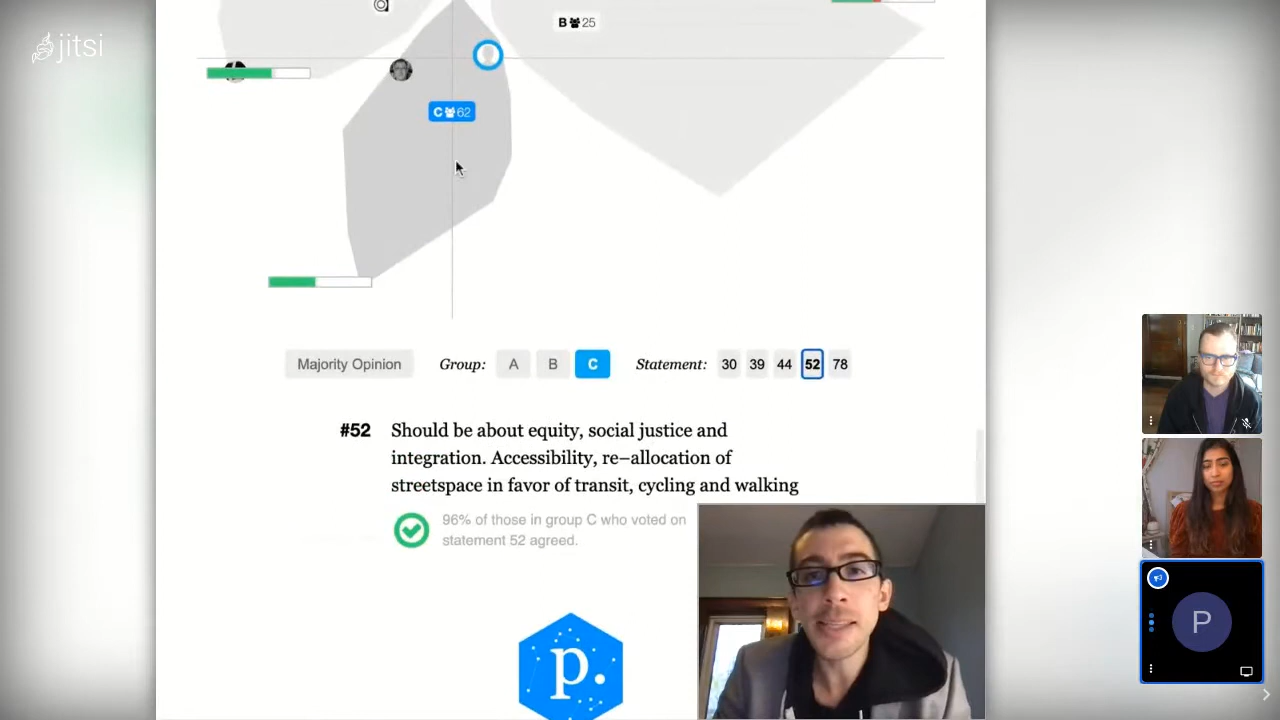 jitsi
B 25
C 62
Majority Opinion Group: A B C Statement: 30 39 44 52 78
#52 Should be about equity, social justice and
integration. Accessibility, re–allocation of
streetspace in favor of transit, cycling and walking
96% of those in group C who voted on
statement 52 agreed.
p.
P